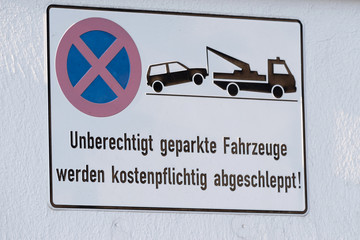 Unberechtigt geparkte Fahrzeuge
werden kostenpflichtig abgeschleppt!